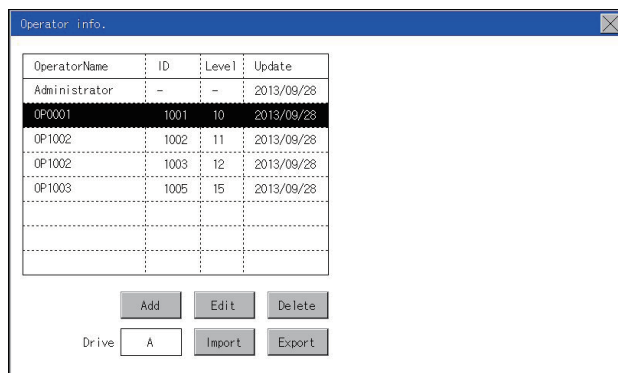 Operator info.
OperatorName ID Level Update
Administrator - - 2013/09/28
OP0001 1001 10 2013/09/28
OP1002 1002 11 2013/09/28
OP1002 1003 12 2013/09/28
OP1003 1005 15 2013/09/28
Add Edit Delete
Drive A Import Export